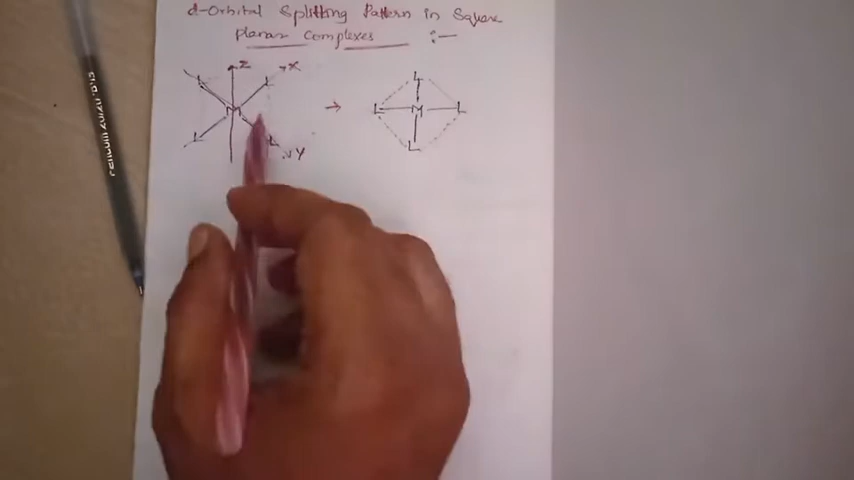 d-Orbital Splitting Pattern in Square
planar Complexes :-
Z X
L L
M
L L Y
→
L
L M L
L